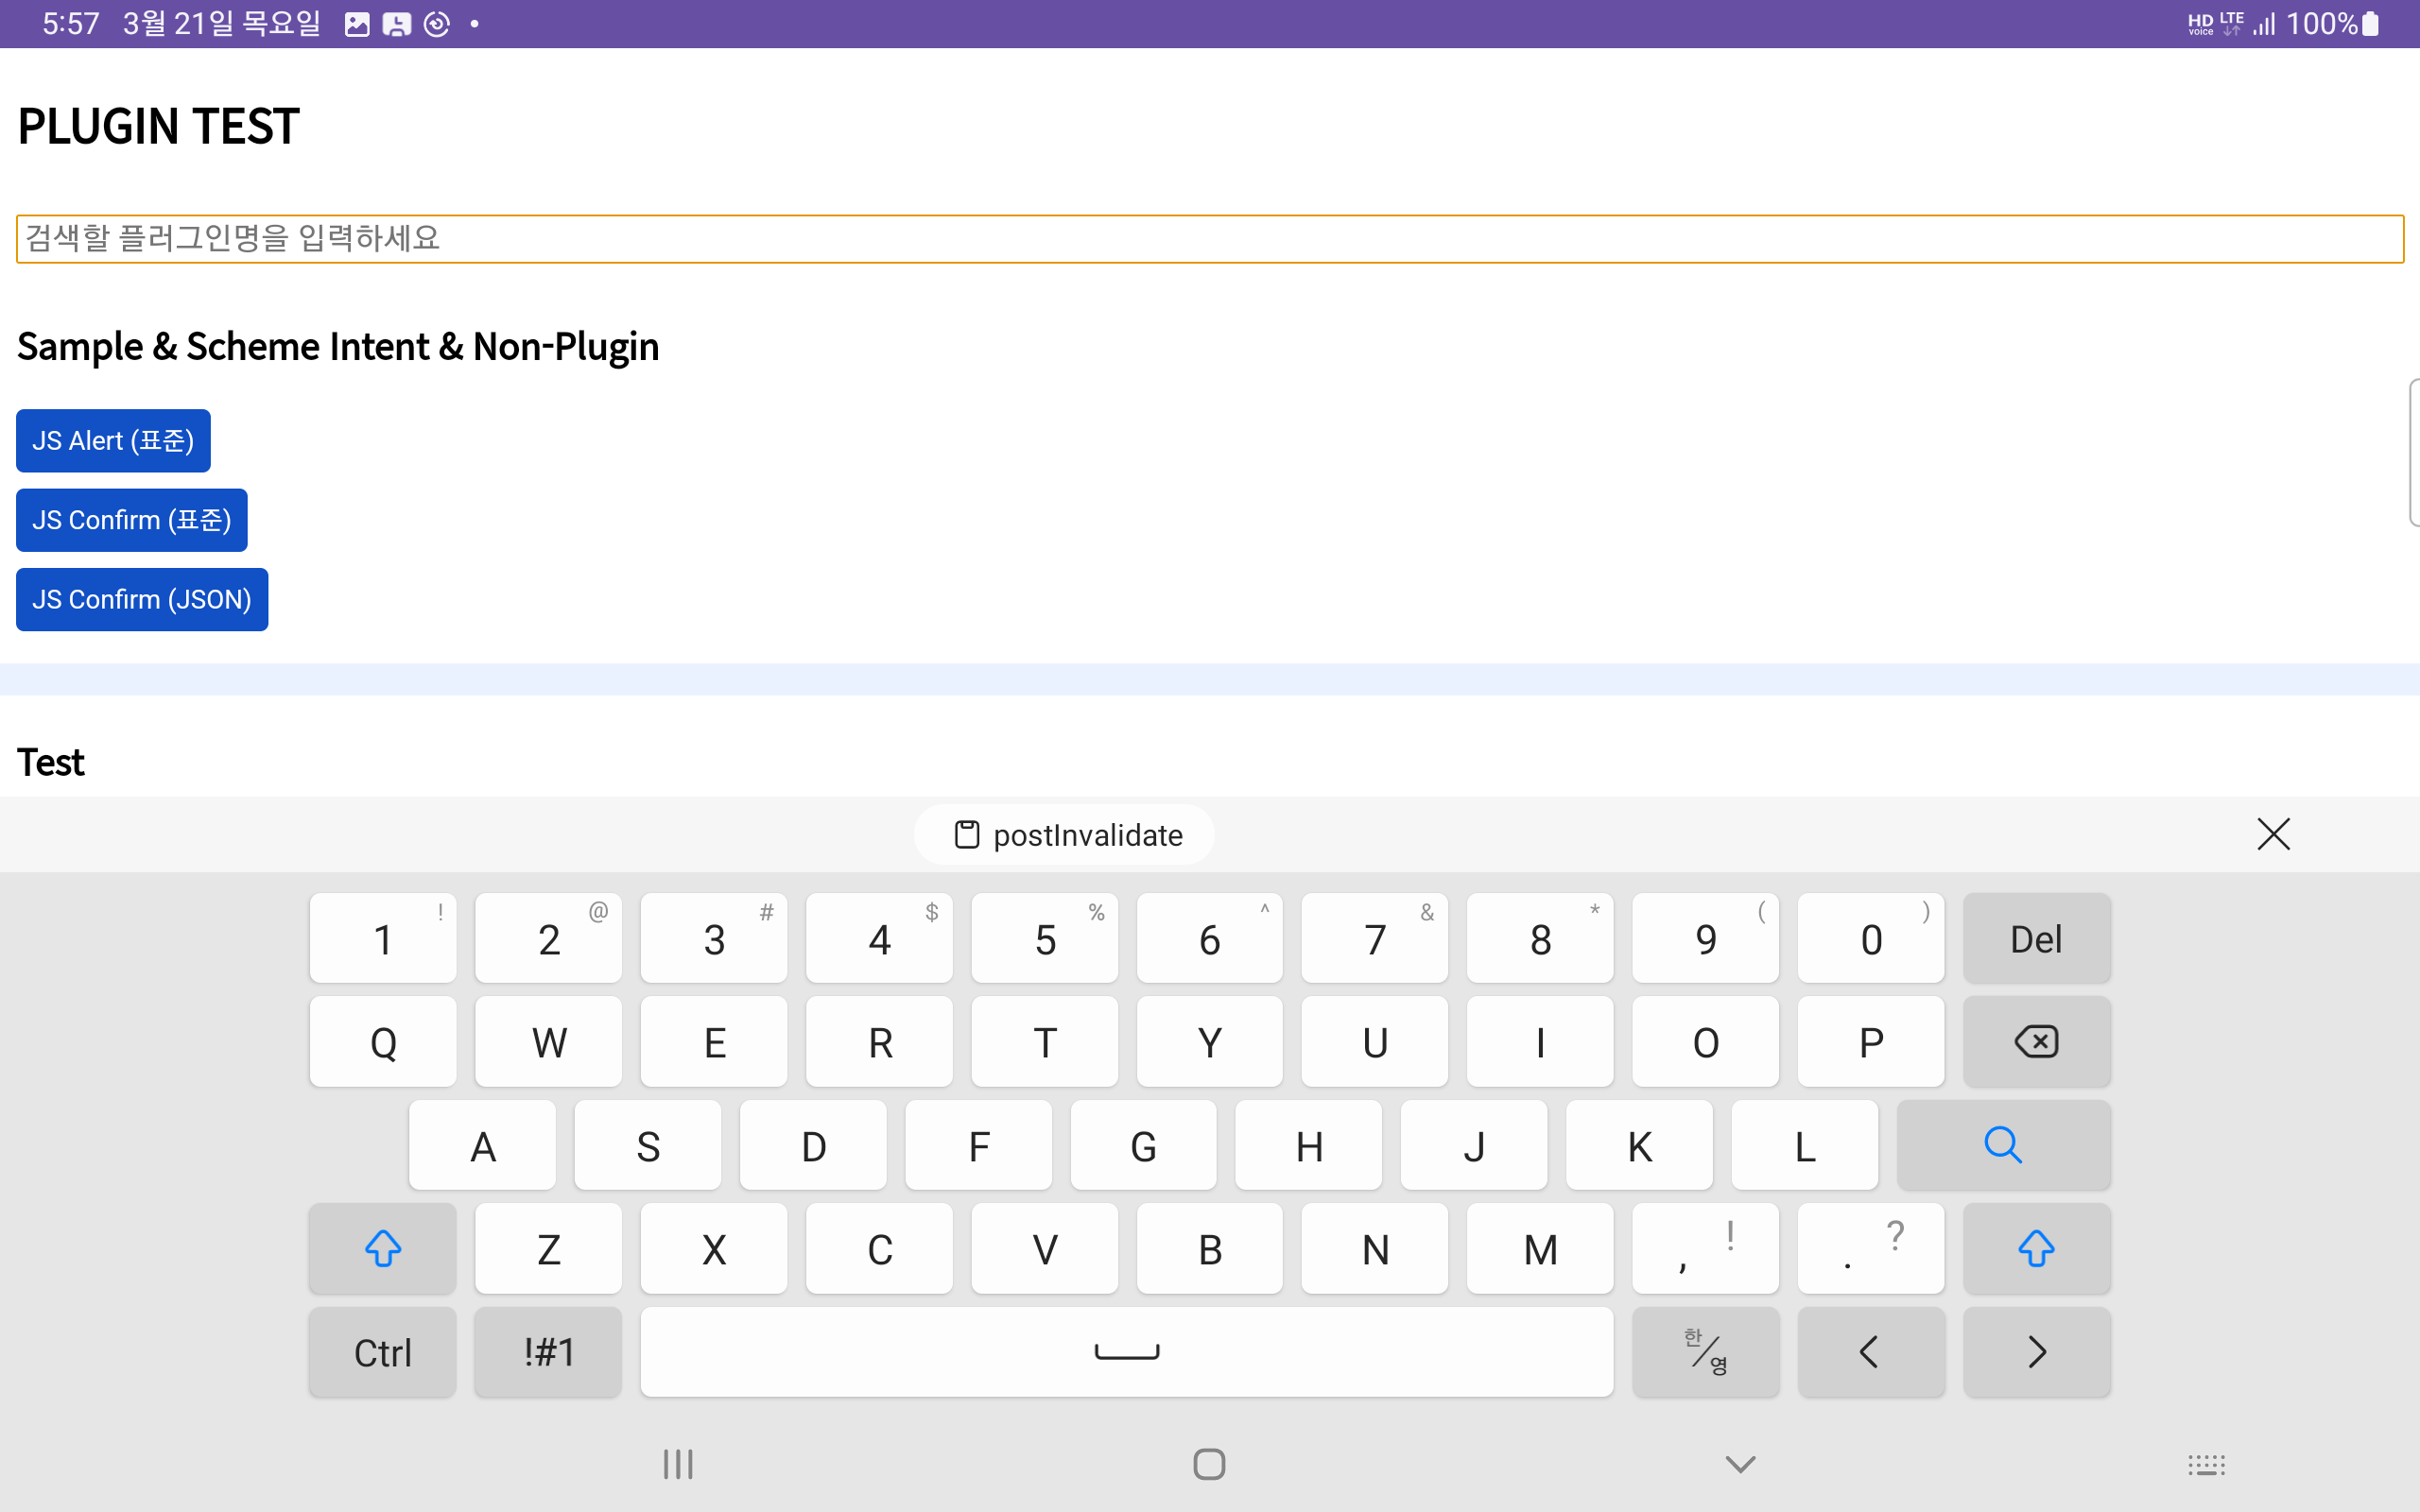 5:57 3월 21일 목요일 HD voice LTE 100%
PLUGIN TEST
검색할 플러그인명을 입력하세요
Sample & Scheme Intent & Non-Plugin
JS Alert (표준)
JS Confirm (표준)
JS Confirm (JSON)
Test
postInvalidate
1 ! 2 @ 3 # 4 $ 5 % 6 ^ 7 & 8 * 9 ( 0 ) Del
Q W E R T Y U I O P
A S D F G H J K L
Z X C V B N M , ! . ?
Ctrl !#1 한/영 < >